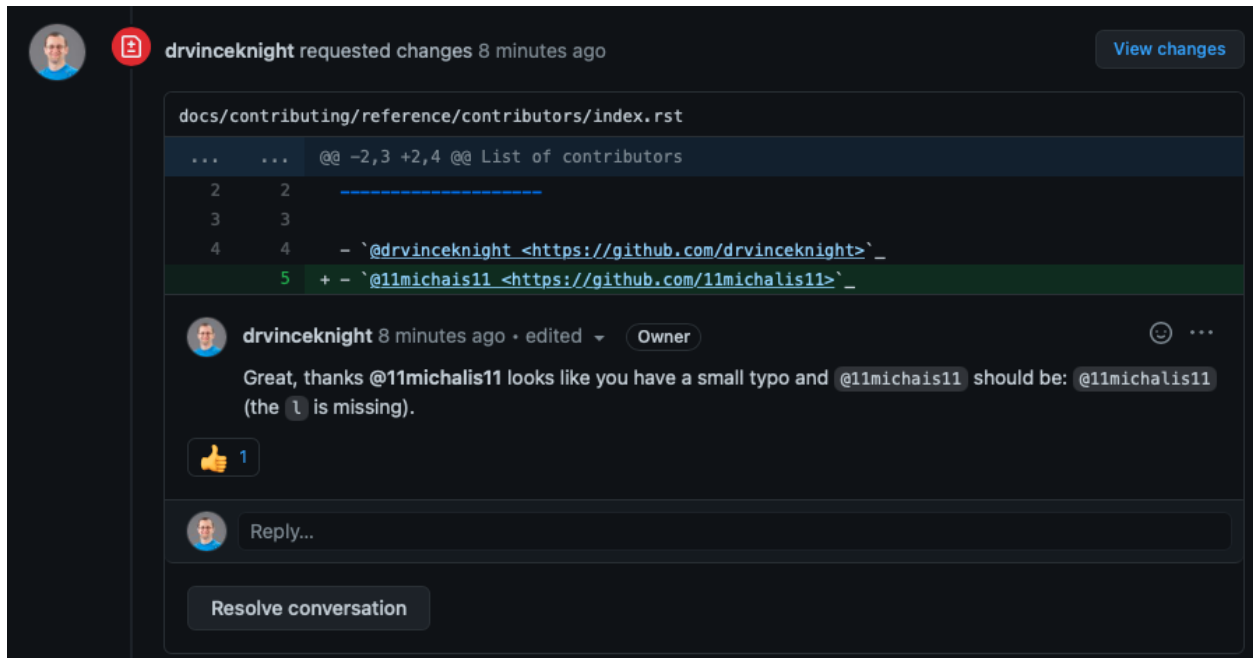 drvinceknight requested changes 8 minutes ago
View changes
docs/contributing/reference/contributors/index.rst
... ... @@ -2,3 +2,4 @@ List of contributors
2 2 --------------------
3 3
4 4 - `@drvinceknight <https://github.com/drvinceknight>`_
5 + - `@11michais11 <https://github.com/11michalis11>`_
drvinceknight 8 minutes ago • edited Owner
Great, thanks @11michalis11 looks like you have a small typo and @11michais11 should be: @11michalis11
(the l is missing).
👍 1
Reply...
Resolve conversation